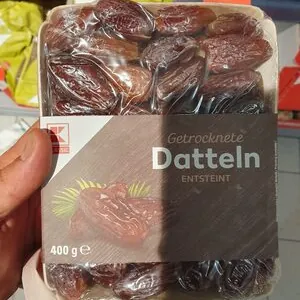 Getrocknete
Datteln
ENTSTEINT
400 g ℮